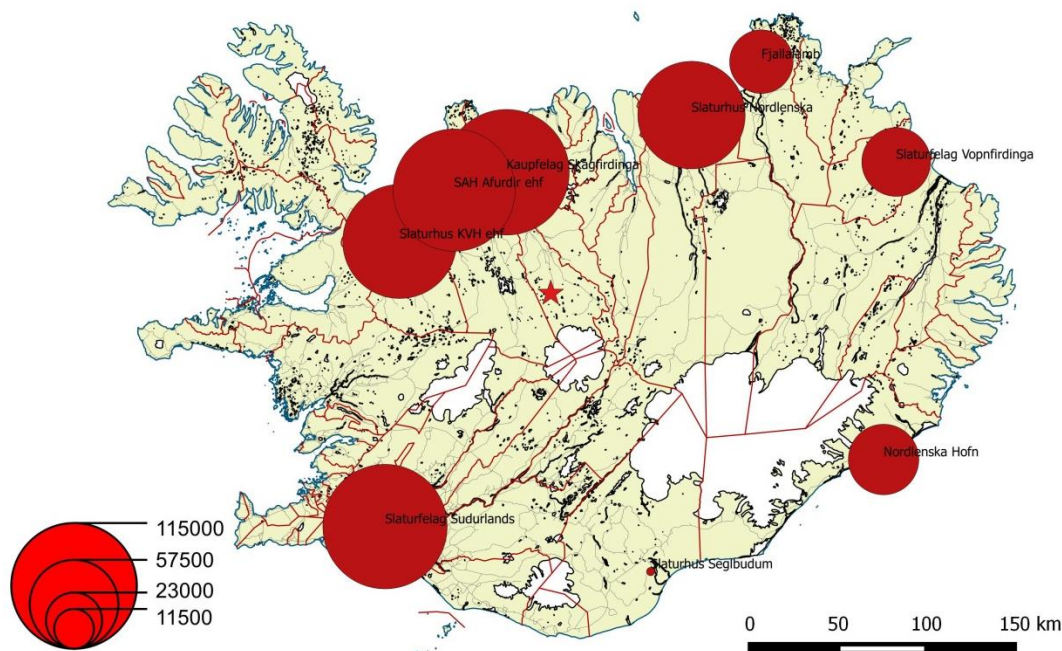 Fjallalamb
Slaturhus Nordlenska
Slaturfelag Vopnfirdinga
Kaupfelag Skagfirdinga
SAH Afurdir ehf
Slaturhus KVH ehf
Nordlenska Hofn
Slaturfelag Sudurlands
Slaturhus Seglbudum
115000
57500
23000
11500
0 50 100 150 km